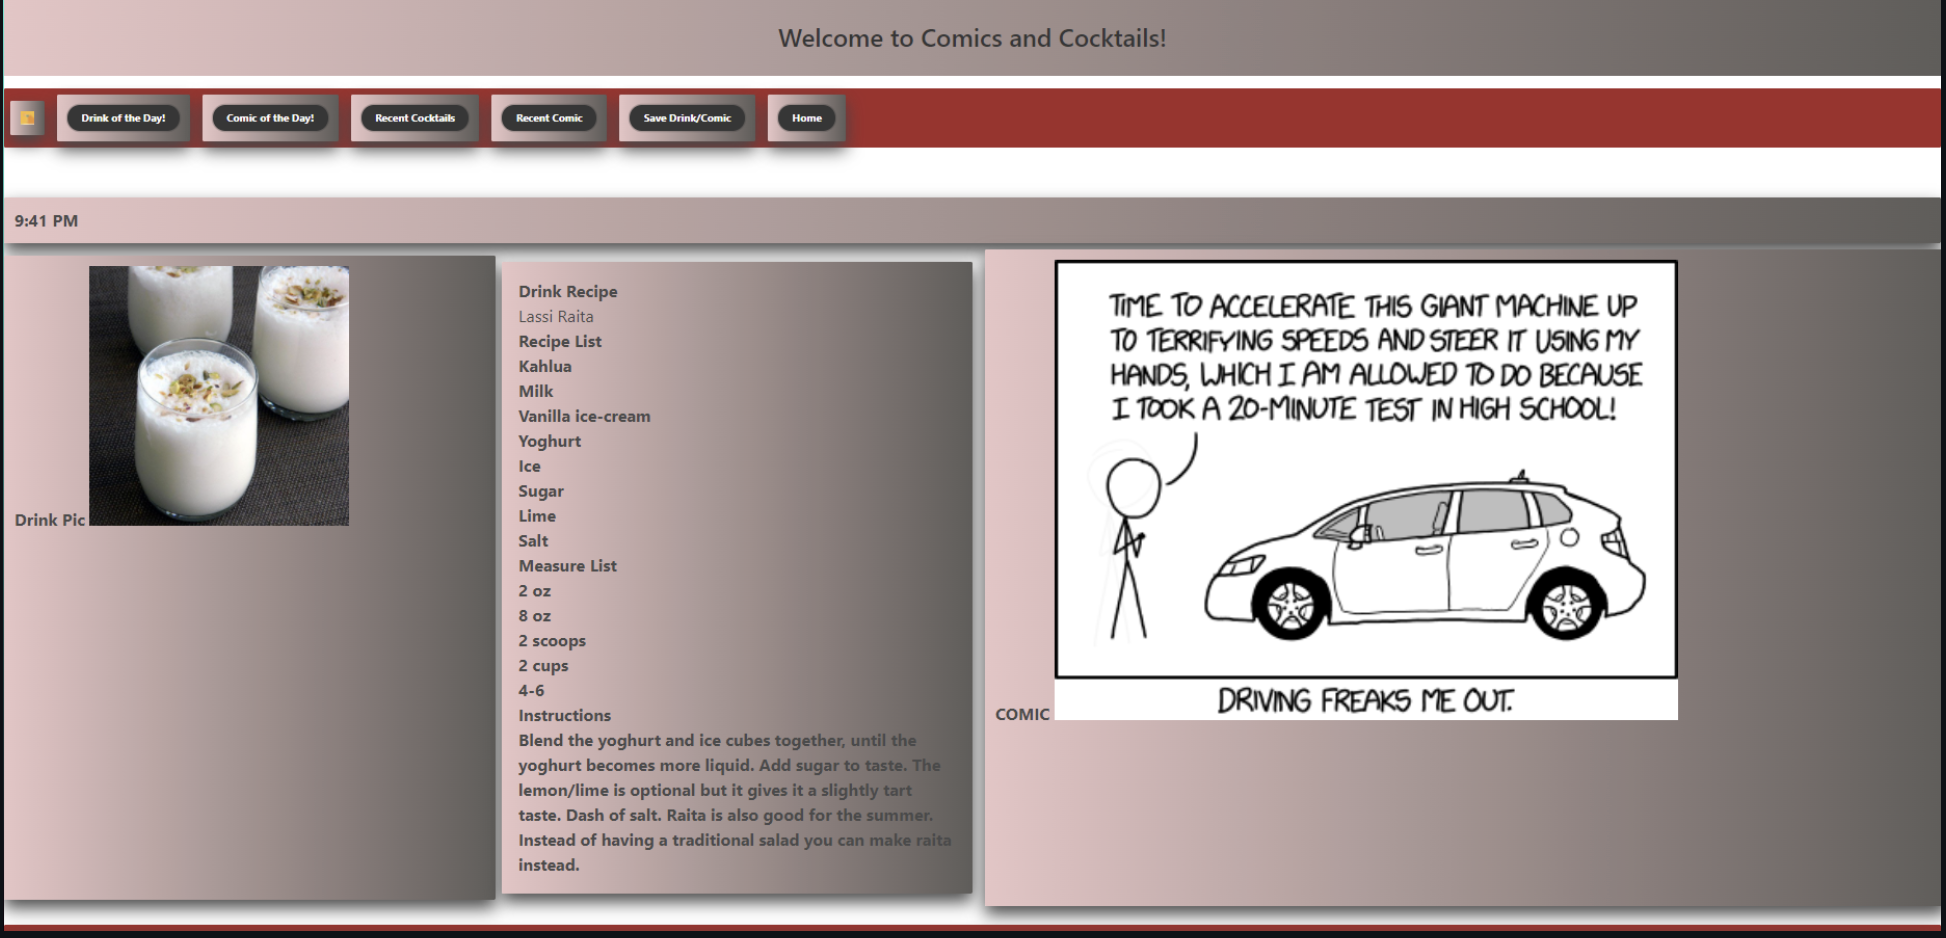 Welcome to Comics and Cocktails!
Drink of the Day!
Comic of the Day!
Recent Cocktails
Recent Comic
Save Drink/Comic
Home
9:41 PM
Drink Pic
Drink Recipe
Lassi Raita
Recipe List
Kahlua
Milk
Vanilla ice-cream
Yoghurt
Ice
Sugar
Lime
Salt
Measure List
2 oz
8 oz
2 scoops
2 cups
4-6
Instructions
Blend the yoghurt and ice cubes together, until the
yoghurt becomes more liquid. Add sugar to taste. The
lemon/lime is optional but it gives it a slightly tart
taste. Dash of salt. Raita is also good for the summer.
Instead of having a traditional salad you can make raita
instead.
COMIC
TIME TO ACCELERATE THIS GIANT MACHINE UP
TO TERRIFYING SPEEDS AND STEER IT USING MY
HANDS, WHICH I AM ALLOWED TO DO BECAUSE
I TOOK A 20-MINUTE TEST IN HIGH SCHOOL!
DRIVING FREAKS ME OUT.